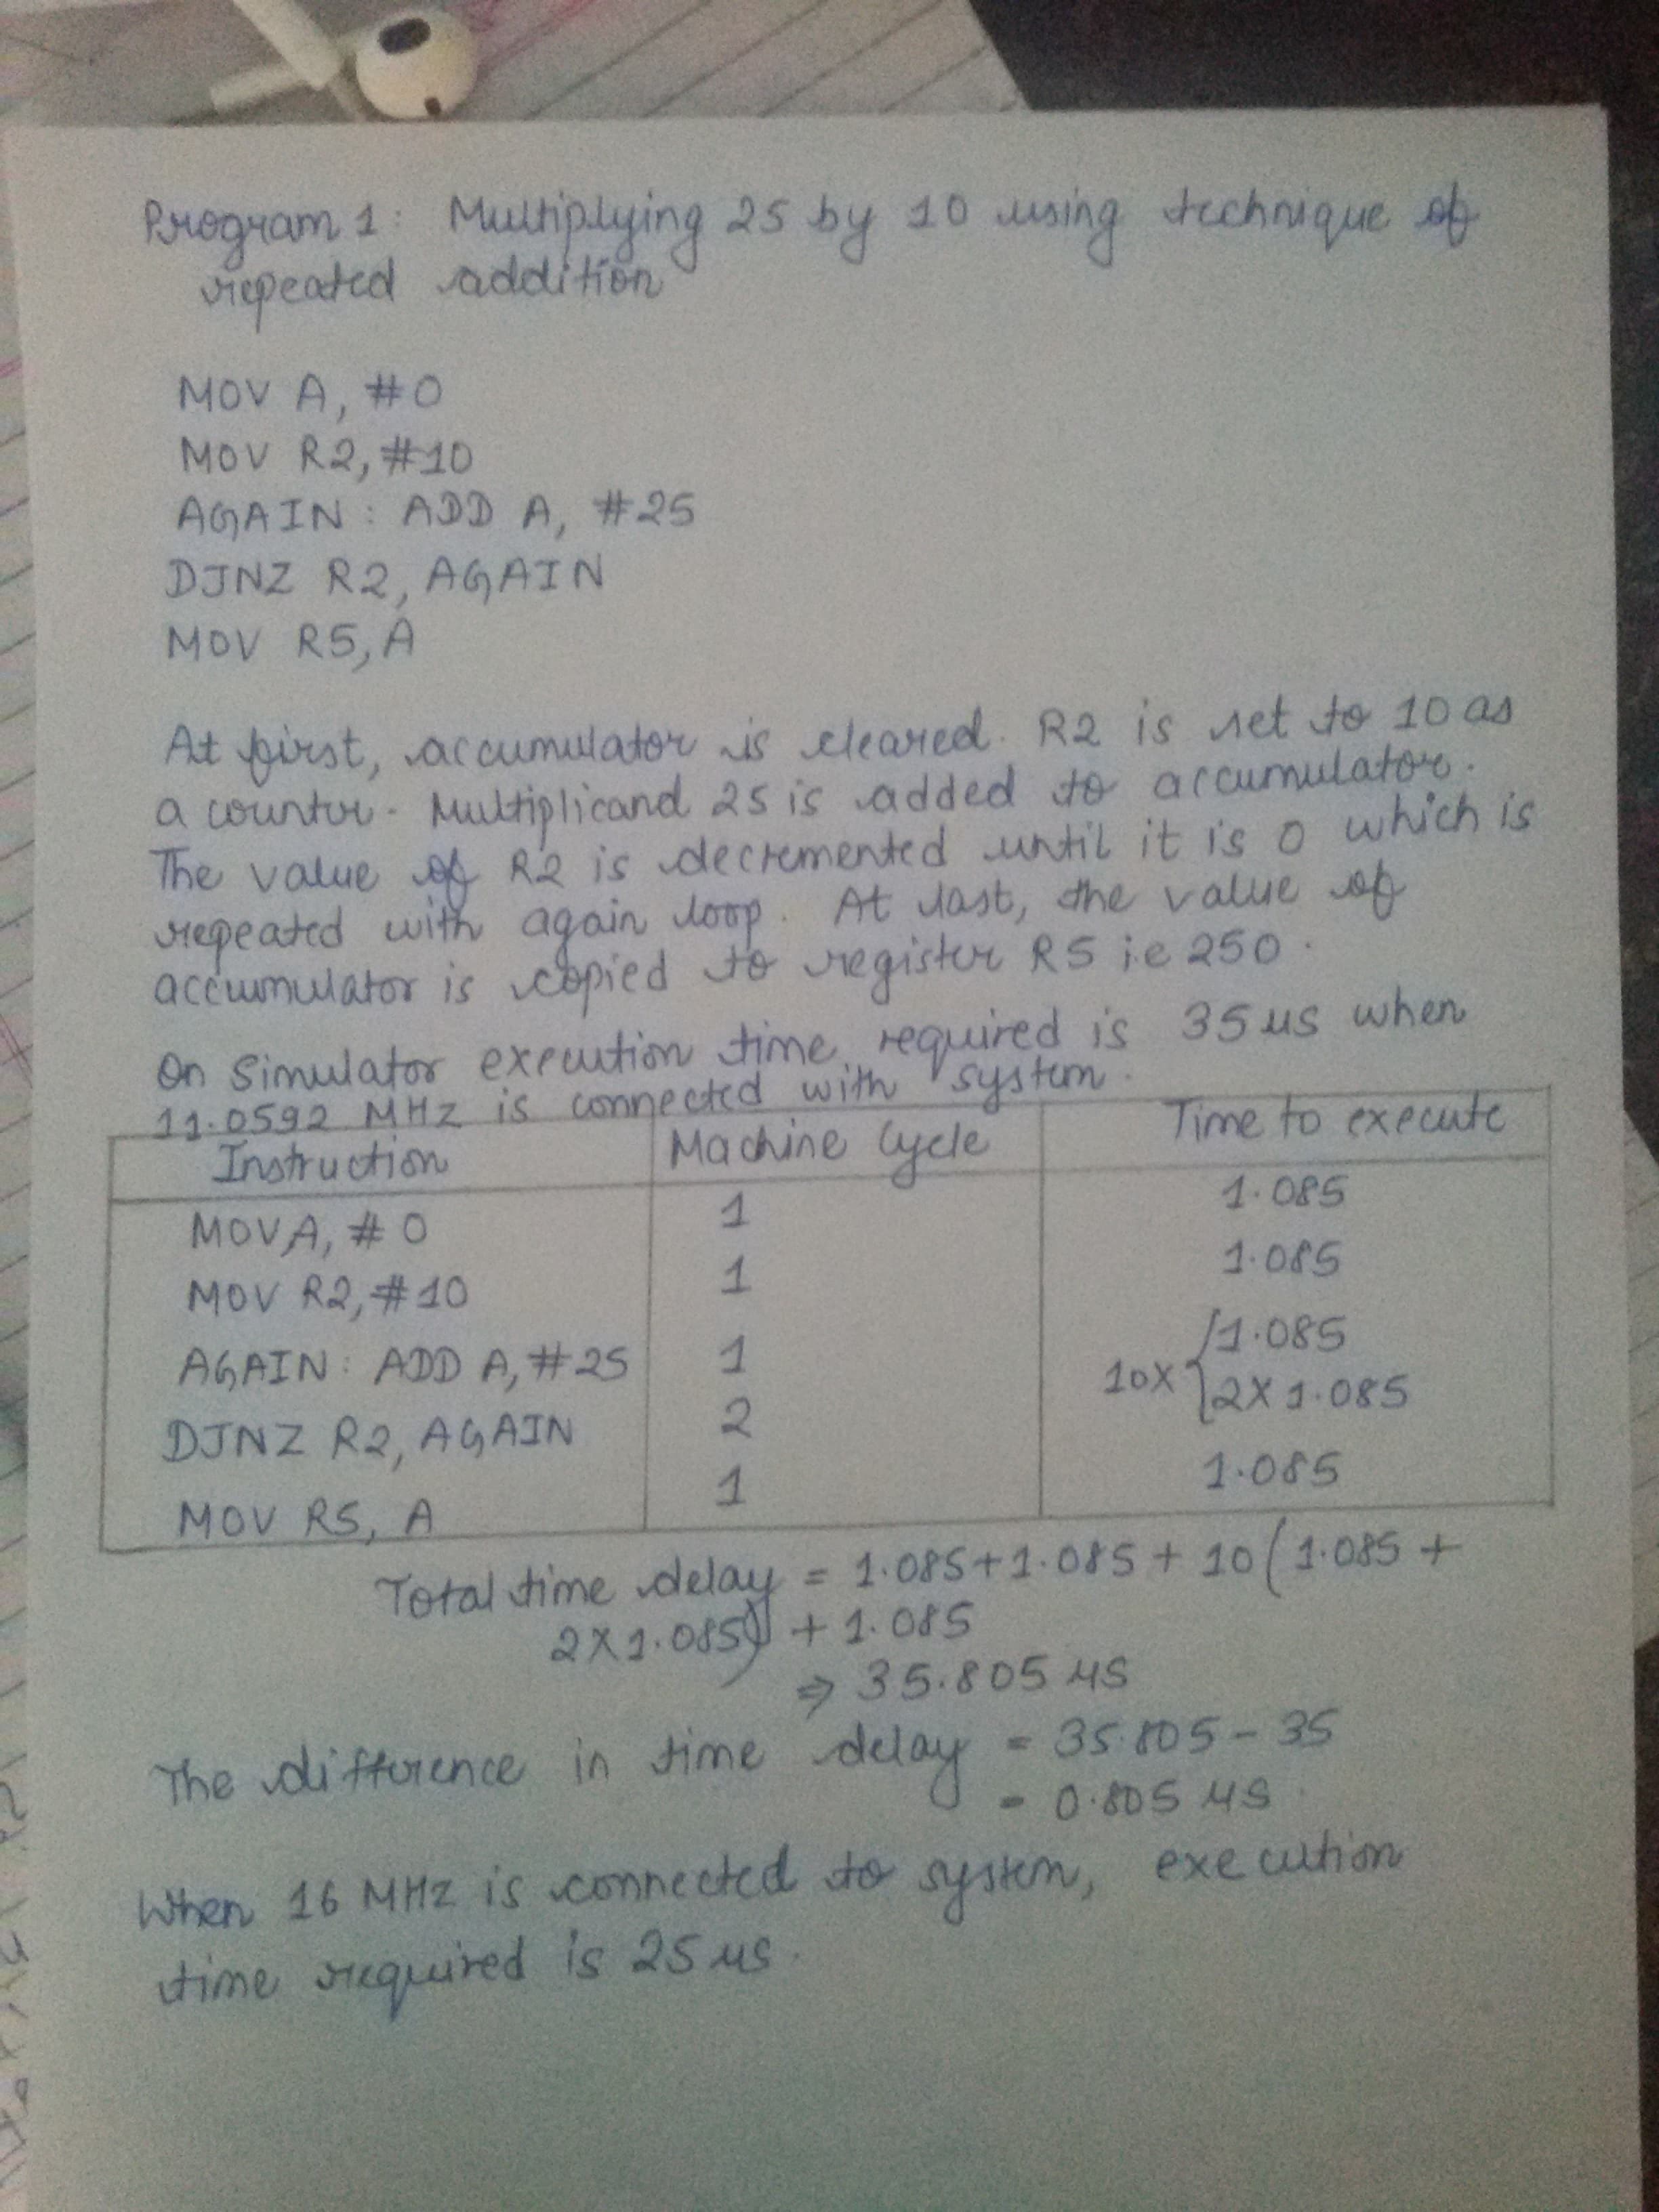 Program 1: Multiplying 25 by 10 using technique of
repeated addition
MOV A, #0
MOV R2, #10
AGAIN: ADD A, #25
DJNZ R2, AGAIN
MOV R5, A
At first, accumulator is cleared. R2 is set to 10 as
a counter. Multiplicand 25 is added to accumulator.
The value of R2 is decremented until it is 0 which is
repeated with again loop. At last, the value of
accumulator is copied to register R5 i.e 250.
On Simulator execution time required is 35 us when
11.0592 MHz is connected with system.
Instruction Machine Cycle Time to execute
MOV A, #0 1 1.085
MOV R2, #10 1 1.085
AGAIN: ADD A, #25 1 10X { 1.085
DJNZ R2, AGAIN 2 2X1.085
MOV R5, A 1 1.085
Total time delay = 1.085+1.085+10(1.085+
2X1.085)+1.085
⇒ 35.805 μs
The difference in time delay = 35.805-35
= 0.805 μs.
When 16 MHz is connected to system, execution
time required is 25 us.